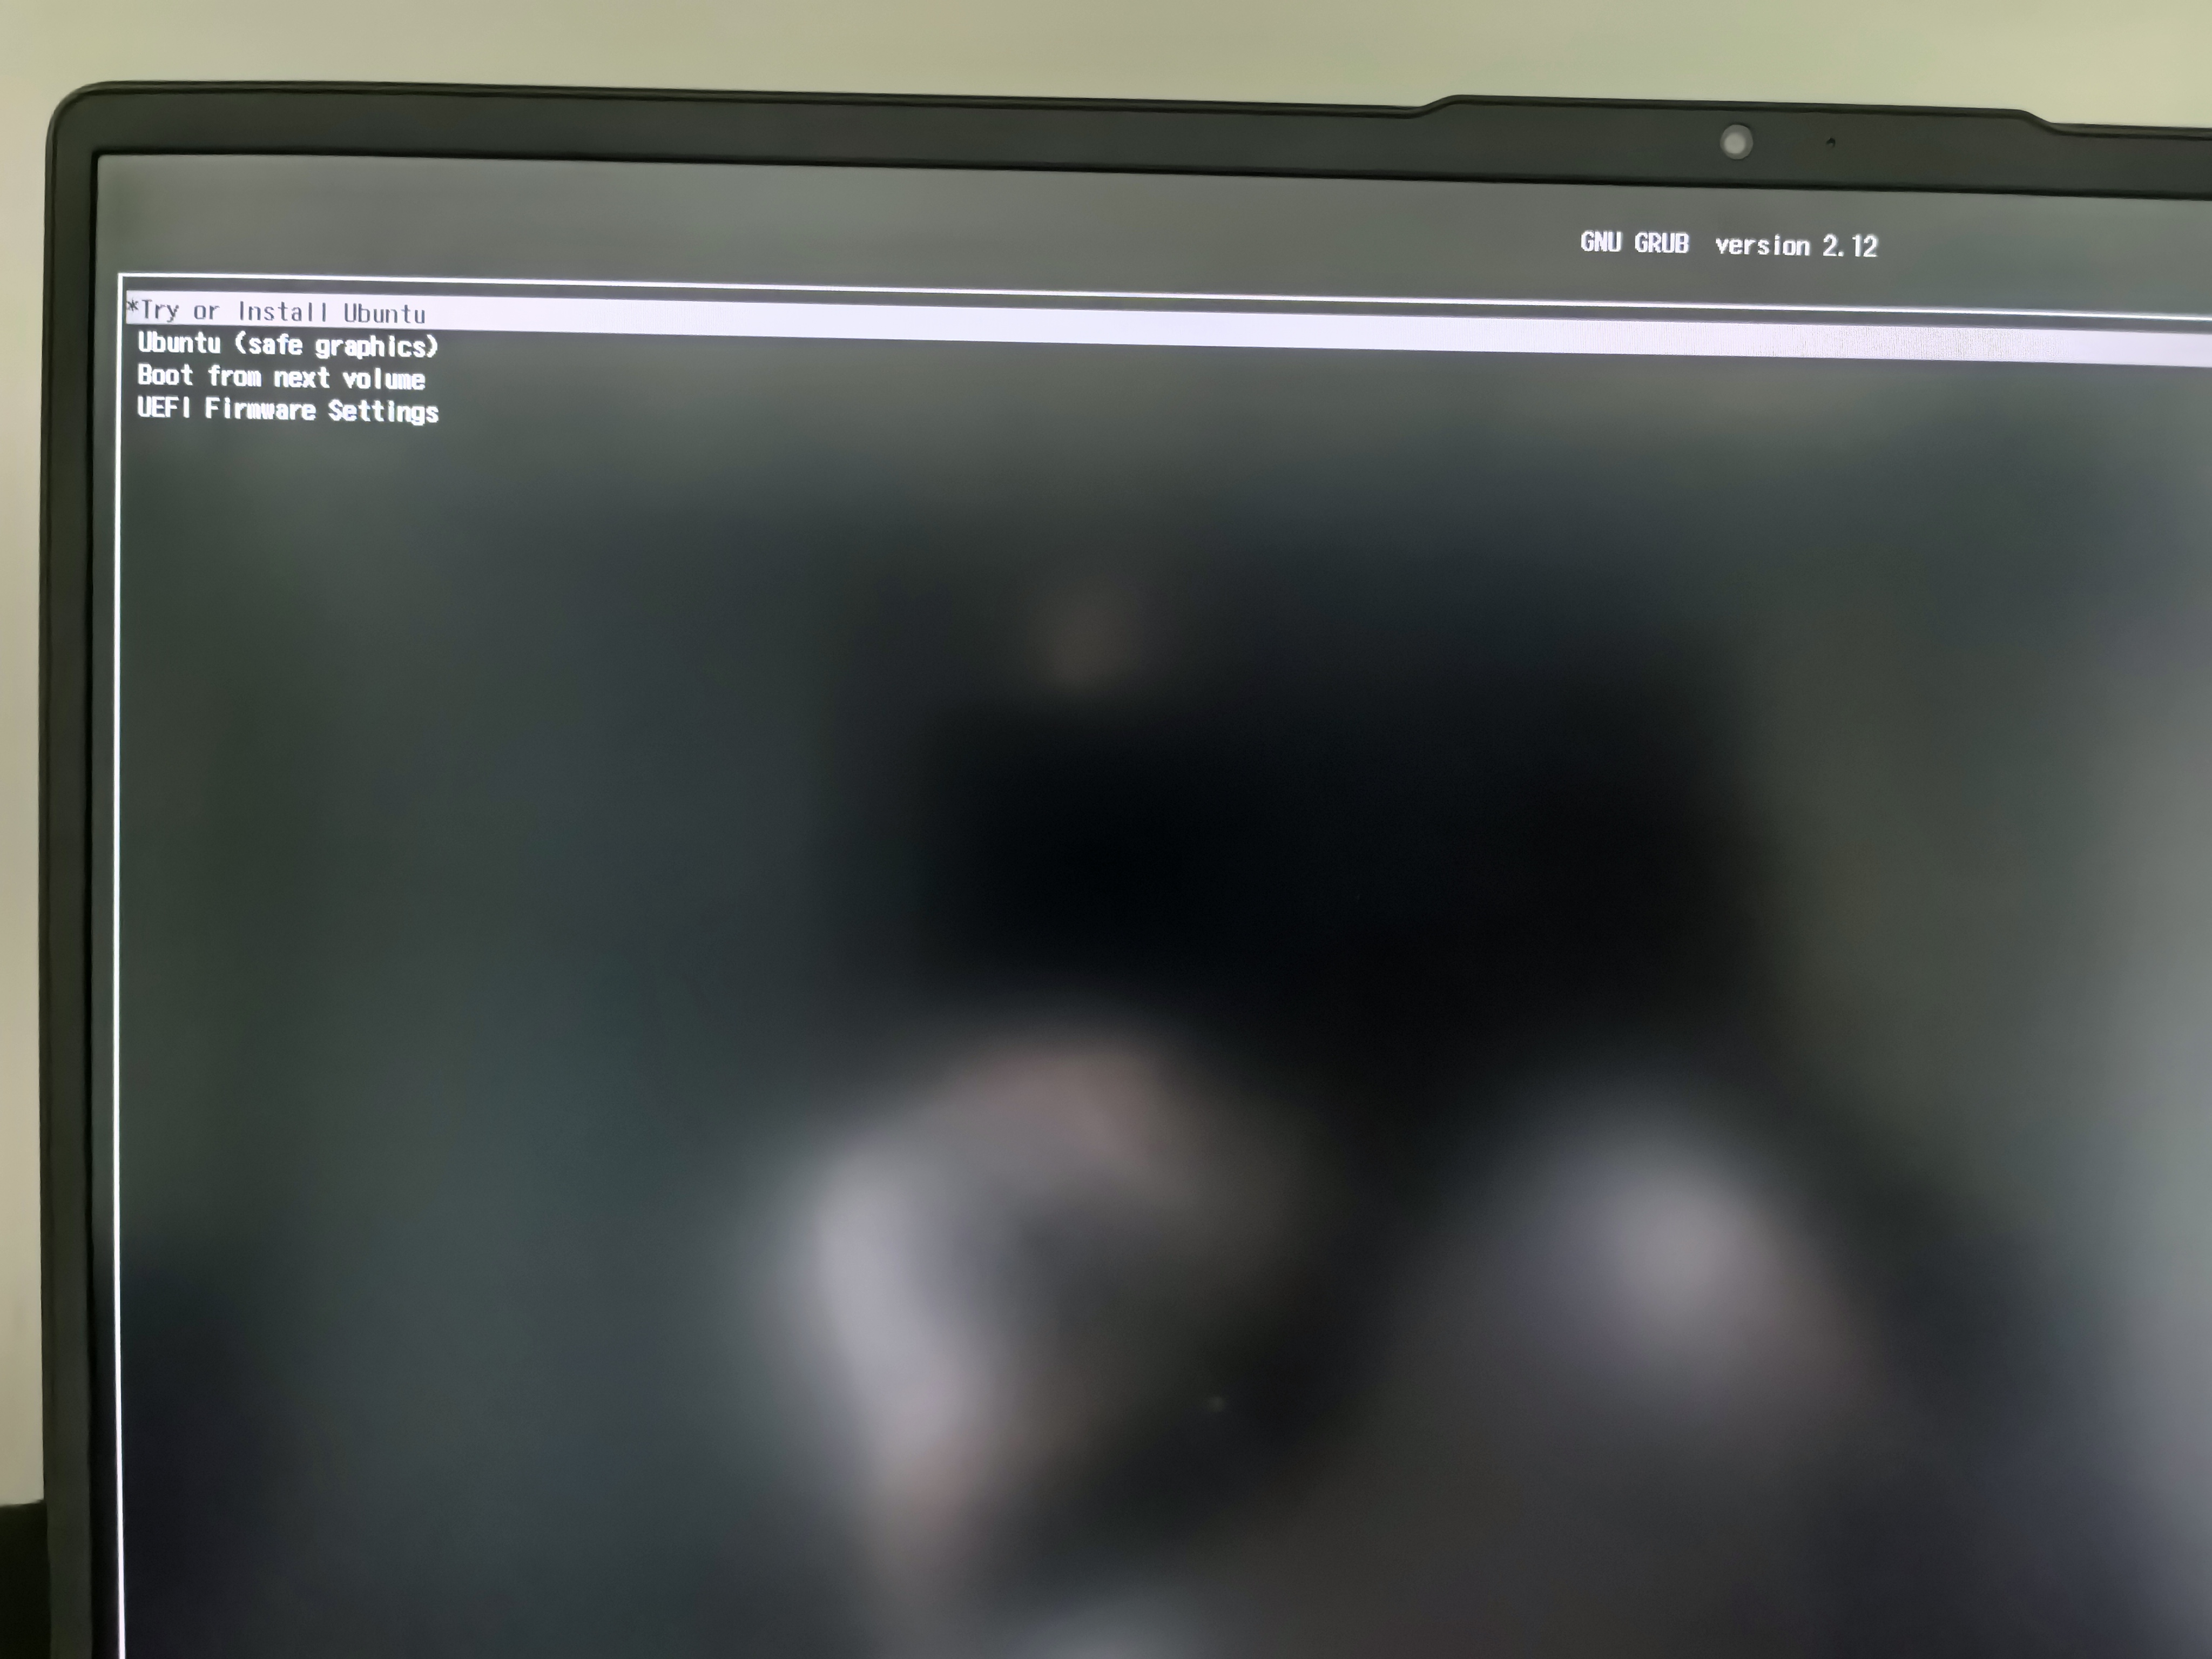 GNU GRUB  version 2.12
*Try or Install Ubuntu
Ubuntu (safe graphics)
Boot from next volume
UEFI Firmware Settings